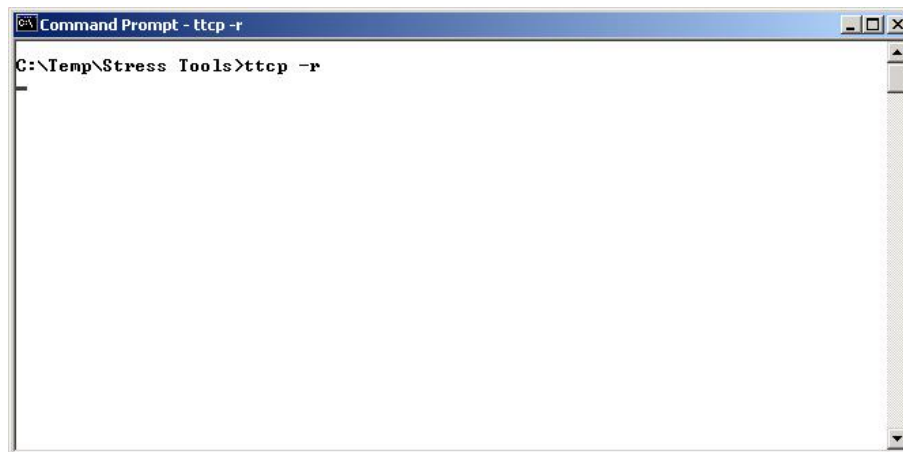 Command Prompt - ttcp -r
C:\Temp\Stress Tools>ttcp -r